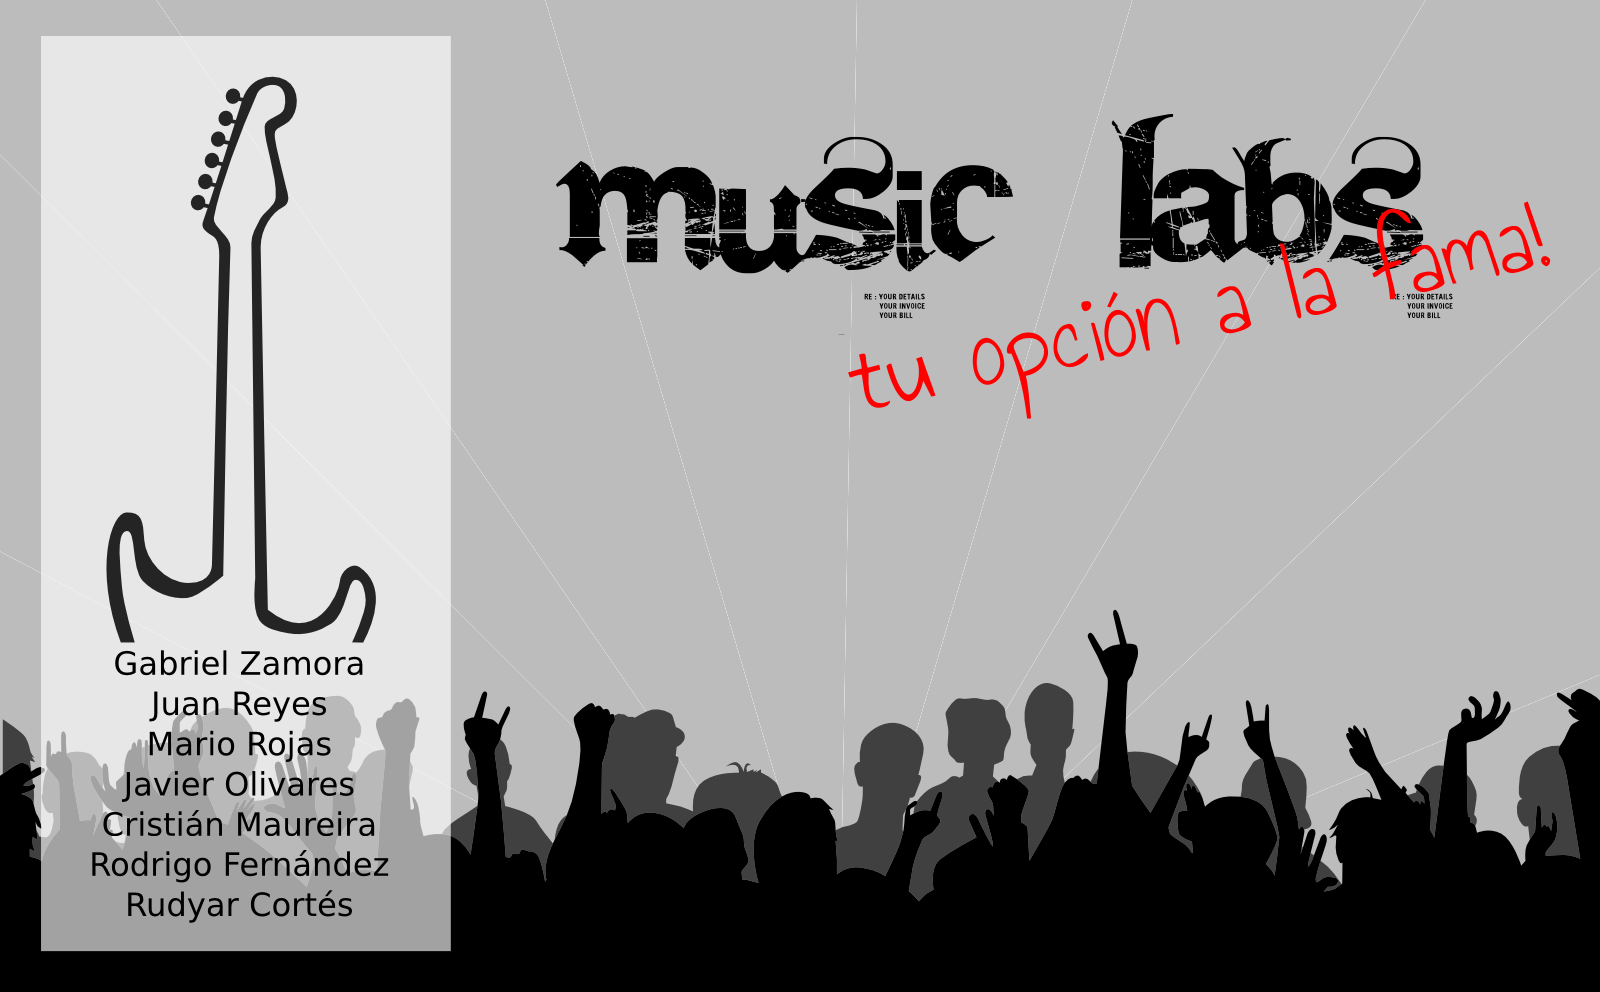 music labs
RE : YOUR DETAILS
YOUR INVOICE
YOUR BILL
RE : YOUR DETAILS
YOUR INVOICE
YOUR BILL
tu opción a la fama!
Gabriel Zamora
Juan Reyes
Mario Rojas
Javier Olivares
Cristián Maureira
Rodrigo Fernández
Rudyar Cortés